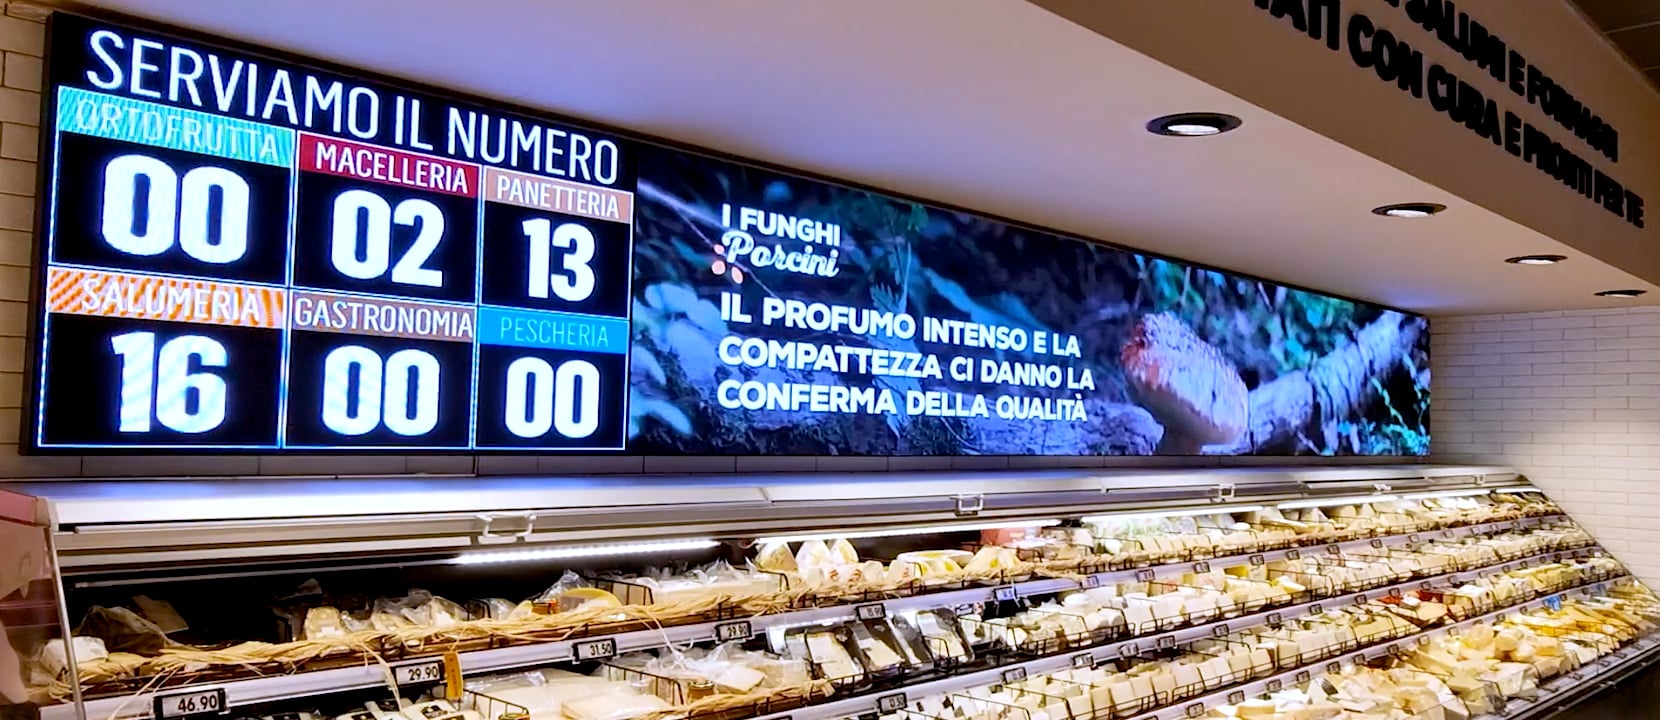 SERVIAMO IL NUMERO
ORTOFRUTTA
MACELLERIA
PANETTERIA
00
02
13
SALUMERIA
GASTRONOMIA
PESCHERIA
16
00
00
I FUNGHI
Porcini
IL PROFUMO INTENSO E LA
COMPATTEZZA CI DANNO LA
CONFERMA DELLA QUALITÀ
SALUMI E FORMAGGI
CON CURA E PRONTI PER TE
46.90
29.90
31.50
29.90